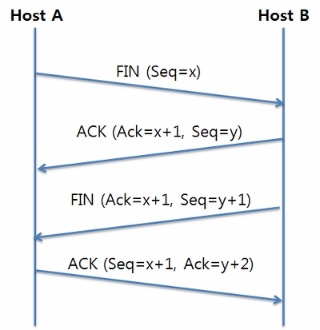 Host A
Host B
FIN (Seq=x)
ACK (Ack=x+1, Seq=y)
FIN (Ack=x+1, Seq=y+1)
ACK (Seq=x+1, Ack=y+2)